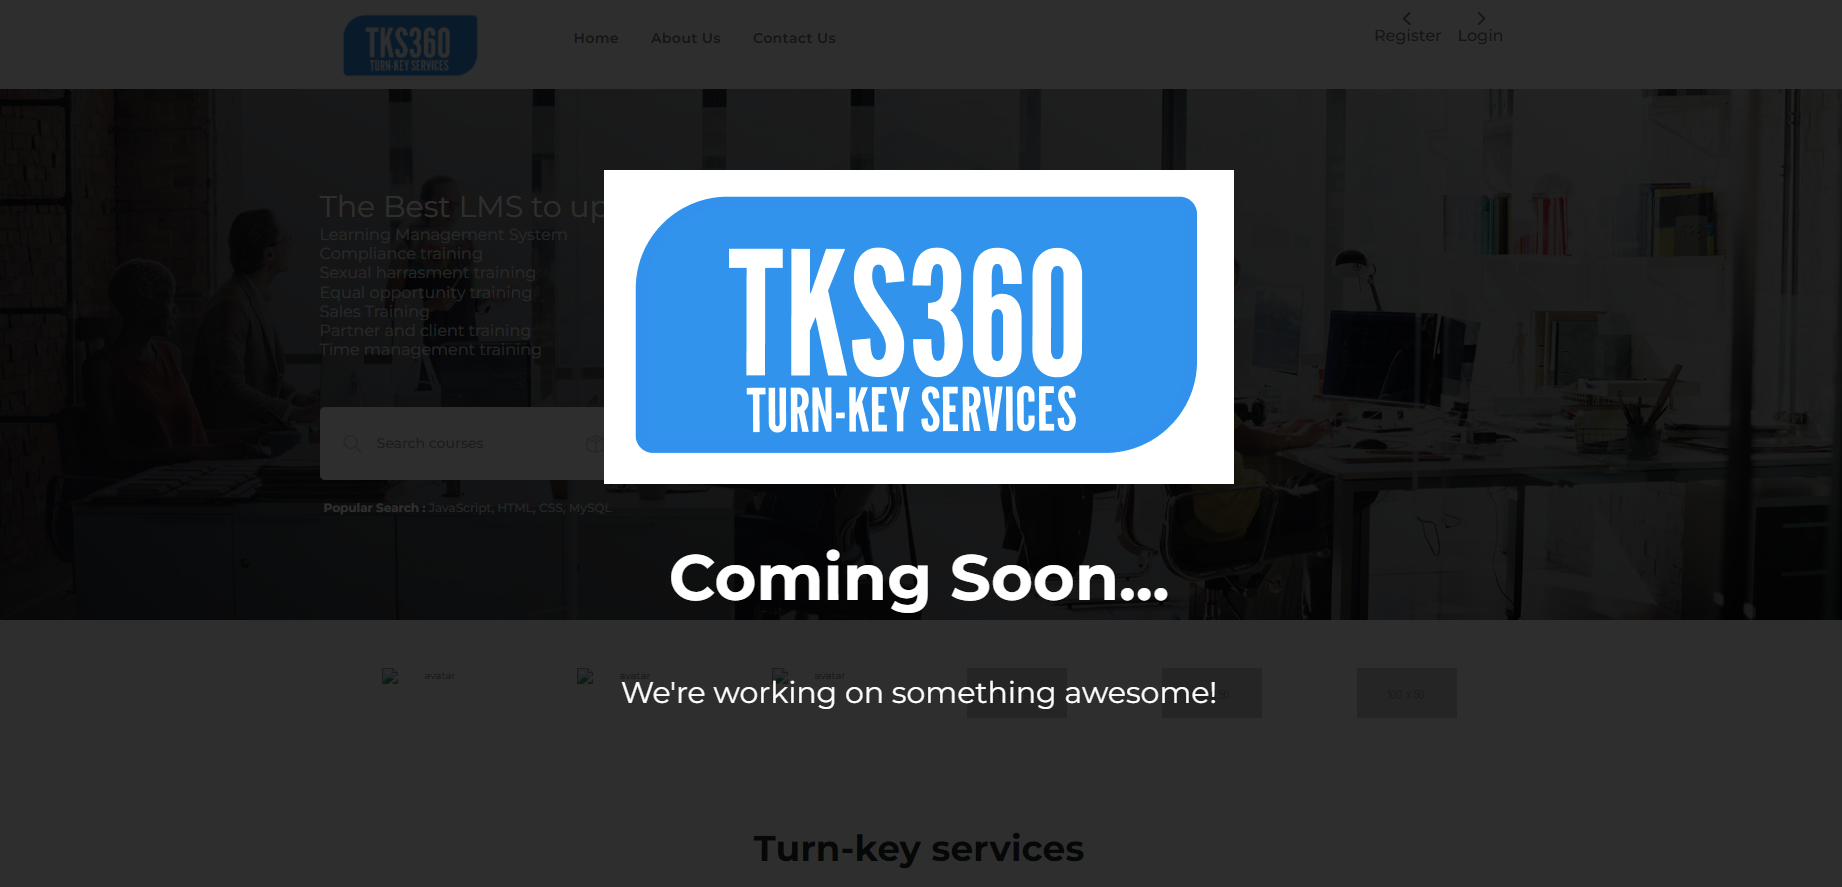 TKS360
TURN-KEY SERVICES
Home About Us Contact Us
Register Login
The Best LMS to up
Learning Management System
Compliance training
Sexual harrasment training
Equal opportunity training
Sales Training
Partner and client training
Time management training
TKS360
TURN-KEY SERVICES
Search courses
Popular Search : JavaScript, HTML, CSS, MySQL
Coming Soon...
avatar avatar avatar
We're working on something awesome!
100 x 50
Turn-key services